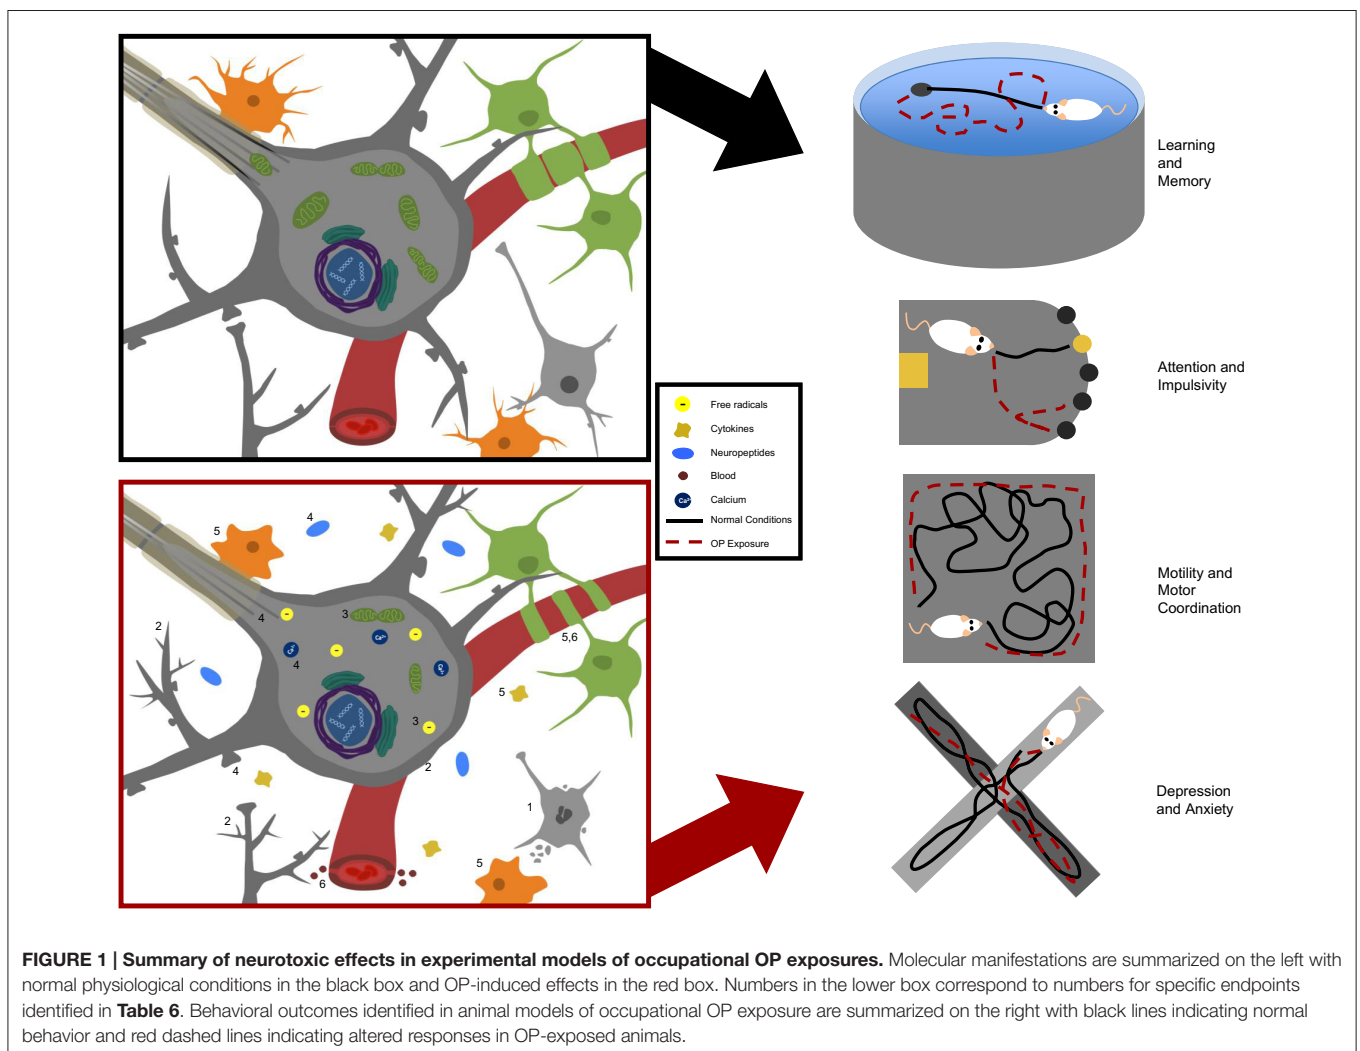 Learning
and
Memory
Attention and
Impulsivity
Free radicals
Cytokines
Neuropeptides
Blood
Ca²⁺ Calcium
Normal Conditions
OP Exposure
5
4
4
3
Ca²⁺
2
Ca²⁺
4
5,6
Ca²⁺
5
3
2
4
1
2
5
6
Motility and
Motor
Coordination
Depression
and Anxiety
FIGURE 1 | Summary of neurotoxic effects in experimental models of occupational OP exposures. Molecular manifestations are summarized on the left with
normal physiological conditions in the black box and OP-induced effects in the red box. Numbers in the lower box correspond to numbers for specific endpoints
identified in Table 6. Behavioral outcomes identified in animal models of occupational OP exposure are summarized on the right with black lines indicating normal
behavior and red dashed lines indicating altered responses in OP-exposed animals.